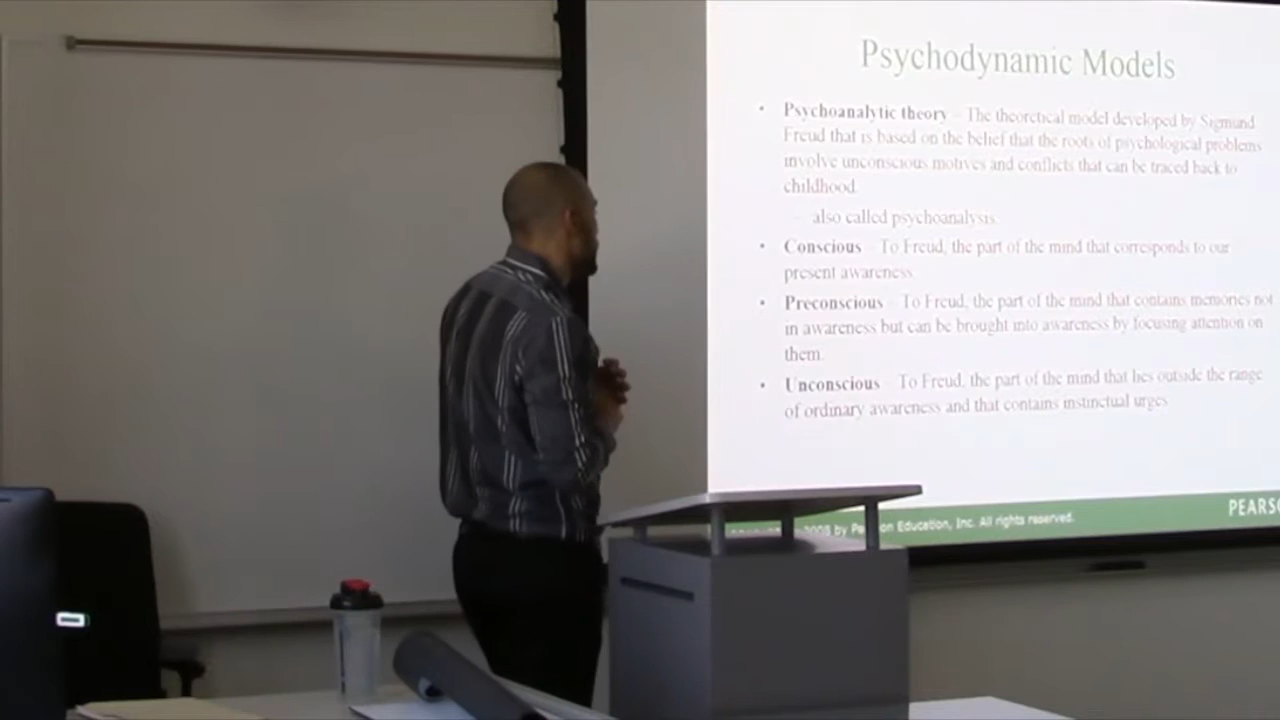 Psychodynamic Models
• Psychoanalytic theory – The theoretical model developed by Sigmund
Freud that is based on the belief that the roots of psychological problems
involve unconscious motives and conflicts that can be traced back to
childhood.
– also called psychoanalysis.
• Conscious – To Freud, the part of the mind that corresponds to our
present awareness.
• Preconscious – To Freud, the part of the mind that contains memories not
in awareness but can be brought into awareness by focusing attention on
them.
• Unconscious – To Freud, the part of the mind that lies outside the range
of ordinary awareness and that contains instinctual urges.
2008 by Education, Inc. All rights reserved.
PEARSO